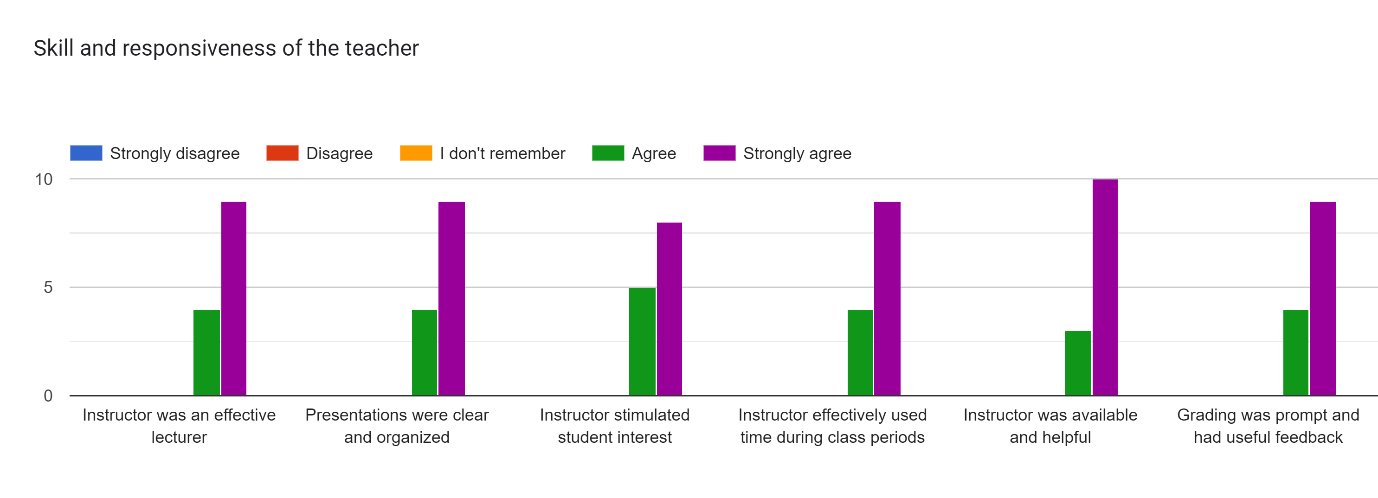 Skill and responsiveness of the teacher
Strongly disagree Disagree I don't remember Agree Strongly agree
10
5
0
Instructor was an effective lecturer
Presentations were clear and organized
Instructor stimulated student interest
Instructor effectively used time during class periods
Instructor was available and helpful
Grading was prompt and had useful feedback